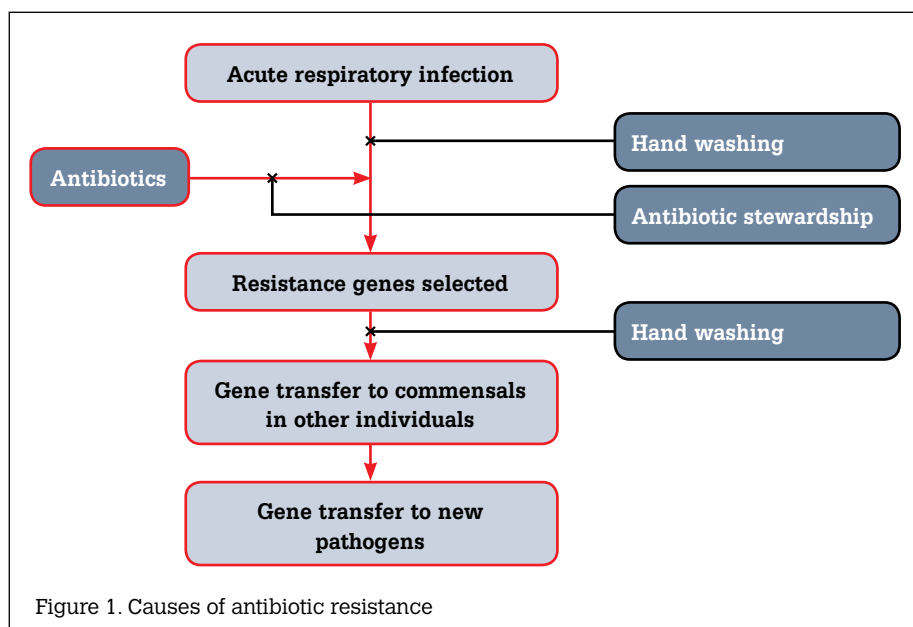 Acute respiratory infection
Hand washing
Antibiotics
Antibiotic stewardship
Resistance genes selected
Hand washing
Gene transfer to commensals
in other individuals
Gene transfer to new
pathogens
Figure 1. Causes of antibiotic resistance